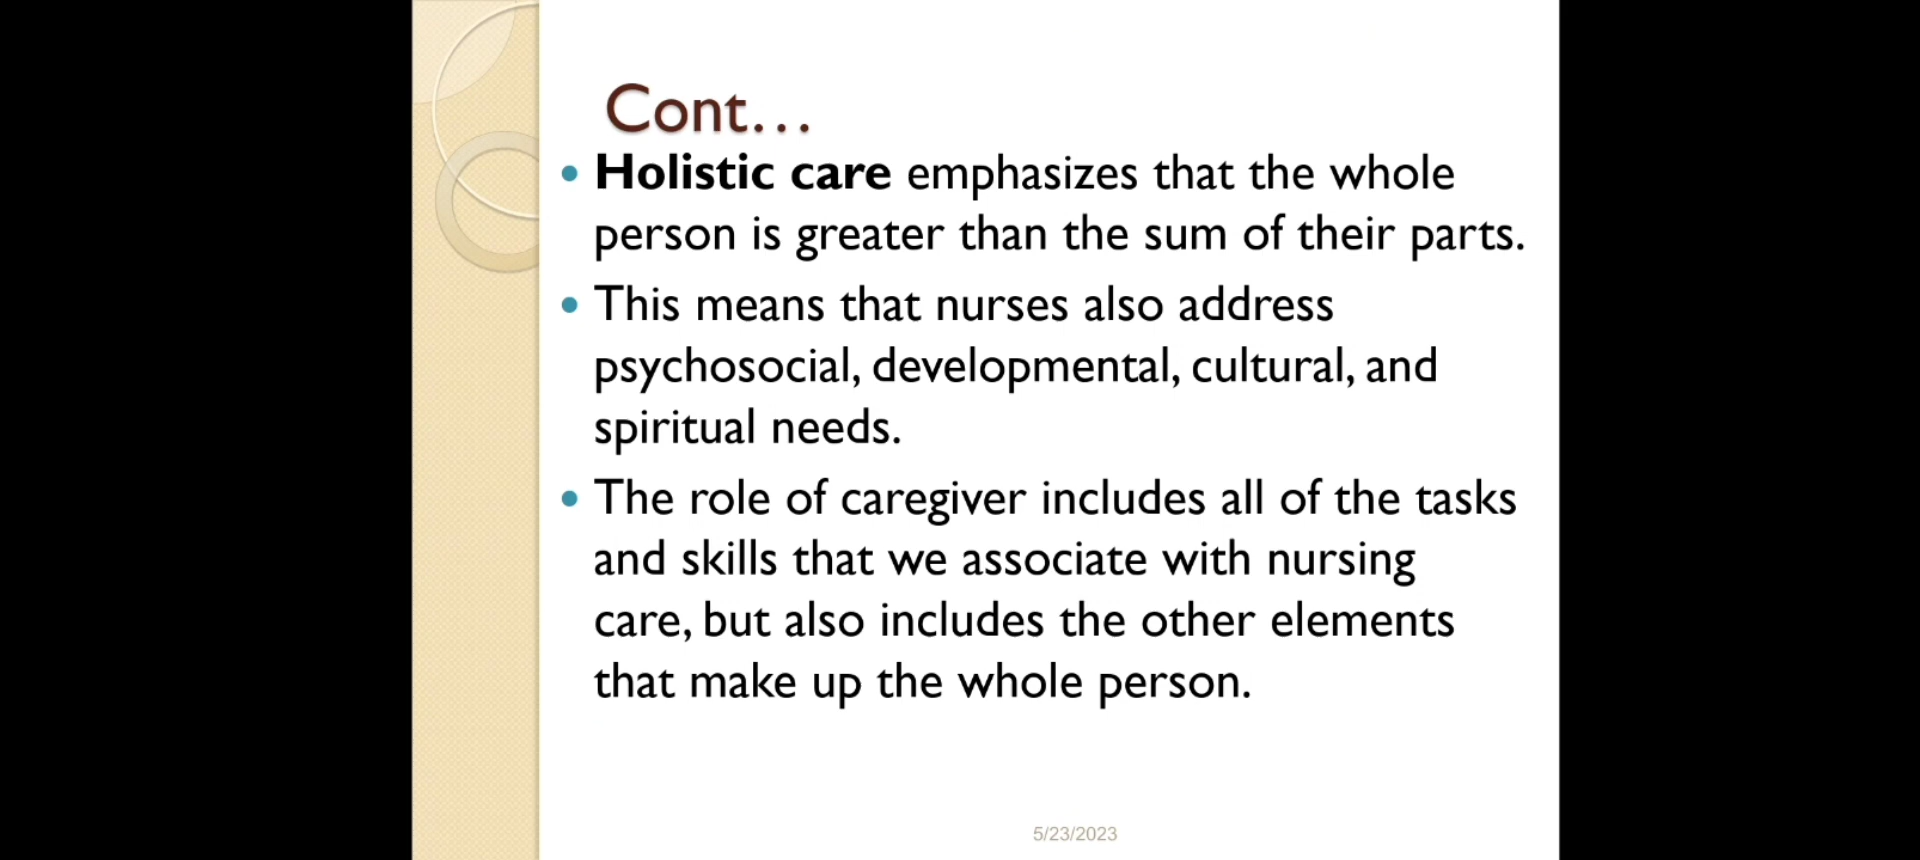 Cont...
• Holistic care emphasizes that the whole
person is greater than the sum of their parts.
• This means that nurses also address
psychosocial, developmental, cultural, and
spiritual needs.
• The role of caregiver includes all of the tasks
and skills that we associate with nursing
care, but also includes the other elements
that make up the whole person.
5/23/2023